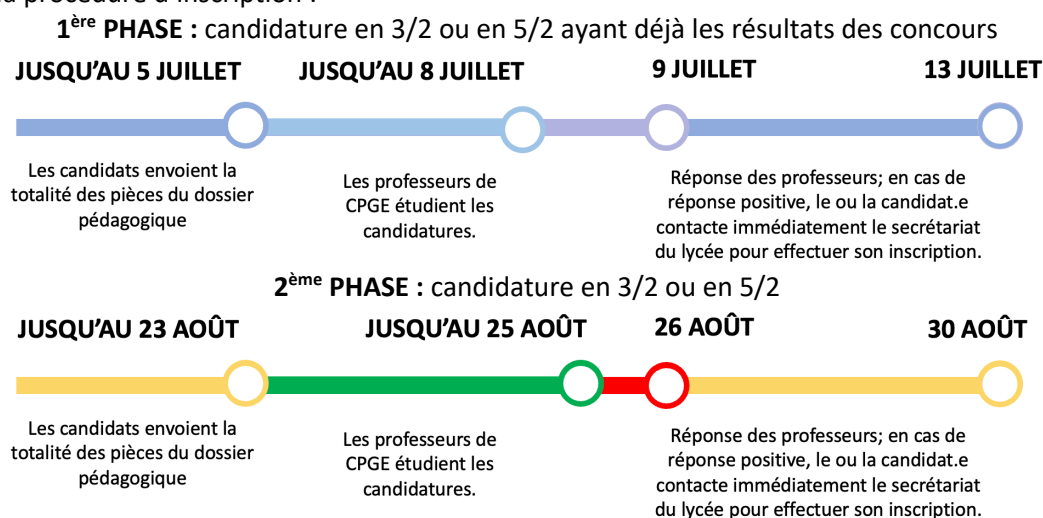 la procédure d'inscription :
1ère PHASE : candidature en 3/2 ou en 5/2 ayant déjà les résultats des concours
JUSQU'AU 5 JUILLET
JUSQU'AU 8 JUILLET
9 JUILLET
13 JUILLET
Les candidats envoient la
totalité des pièces du dossier
pédagogique
Les professeurs de
CPGE étudient les
candidatures.
Réponse des professeurs; en cas de
réponse positive, le ou la candidat.e
contacte immédiatement le secrétariat
du lycée pour effectuer son inscription.
2ème PHASE : candidature en 3/2 ou en 5/2
JUSQU'AU 23 AOÛT
JUSQU'AU 25 AOÛT
26 AOÛT
30 AOÛT
Les candidats envoient la
totalité des pièces du dossier
pédagogique
Les professeurs de
CPGE étudient les
candidatures.
Réponse des professeurs; en cas de
réponse positive, le ou la candidat.e
contacte immédiatement le secrétariat
du lycée pour effectuer son inscription.